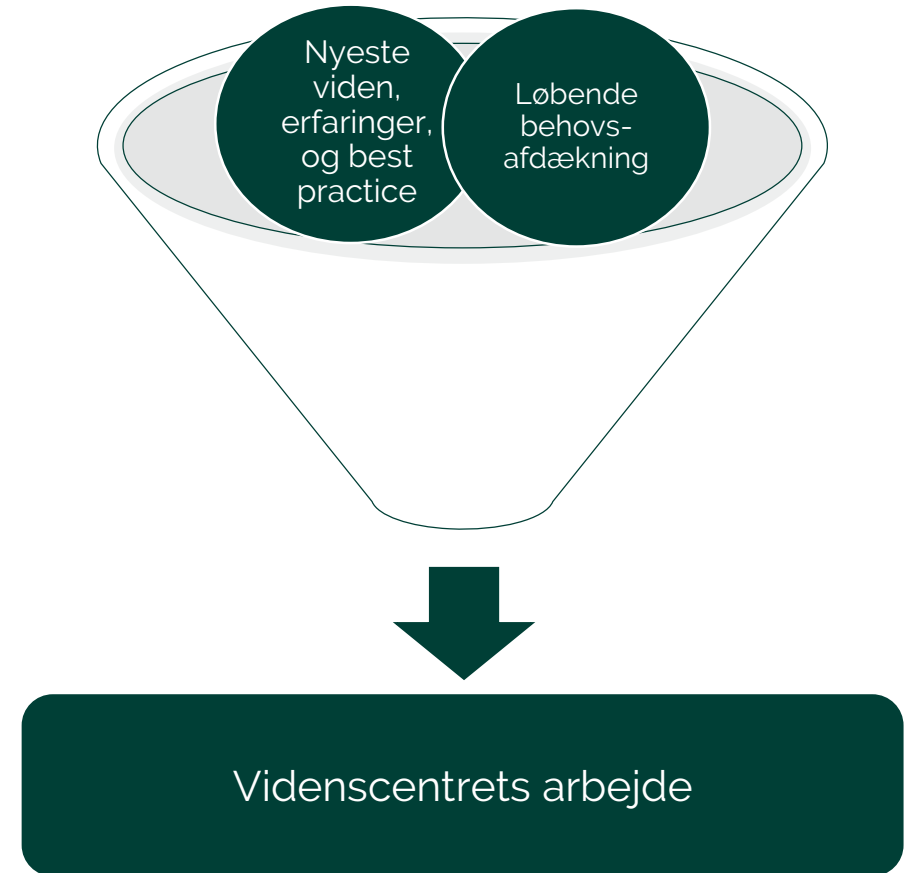 Nyeste
viden,
erfaringer,
og best
practice
Løbende
behovs-
afdækning
Videnscentrets arbejde